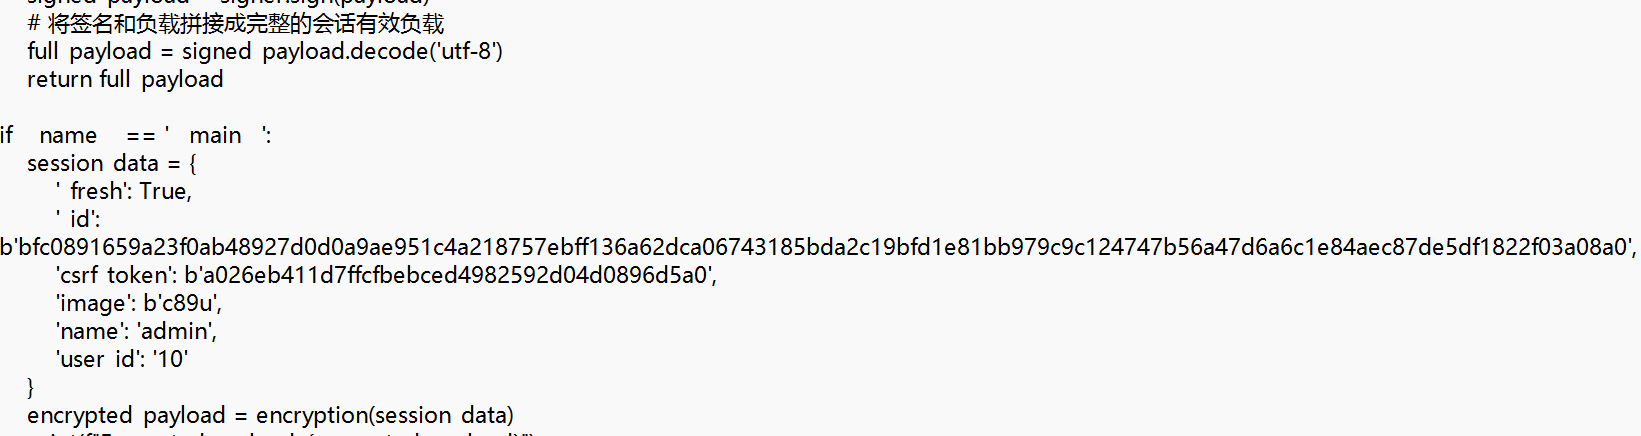 signed payload = signer.sign(payload)
# 将签名和负载拼接成完整的会话有效负载
full payload = signed payload.decode('utf-8')
return full payload
if name == ' main ':
session data = {
' fresh': True,
' id':
b'bfc0891659a23f0ab48927d0d0a9ae951c4a218757ebff136a62dca06743185bda2c19bfd1e81bb979c9c124747b56a47d6a6c1e84aec87de5df1822f03a08a0',
'csrf token': b'a026eb411d7ffcfbebced4982592d04d0896d5a0',
'image': b'c89u',
'name': 'admin',
'user id': '10'
}
encrypted payload = encryption(session data)